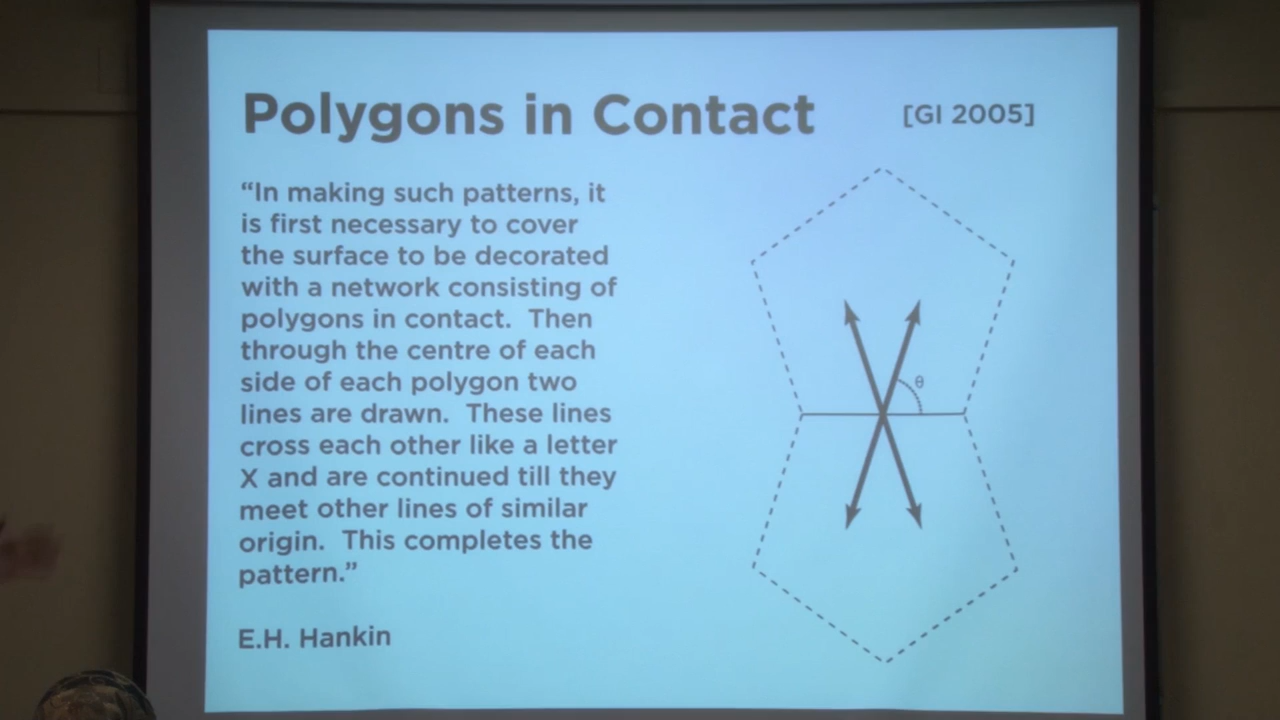 Polygons in Contact
[GI 2005]
“In making such patterns, it
is first necessary to cover
the surface to be decorated
with a network consisting of
polygons in contact.  Then
through the centre of each
side of each polygon two
lines are drawn.  These lines
cross each other like a letter
X and are continued till they
meet other lines of similar
origin.  This completes the
pattern.”
E.H. Hankin
θ